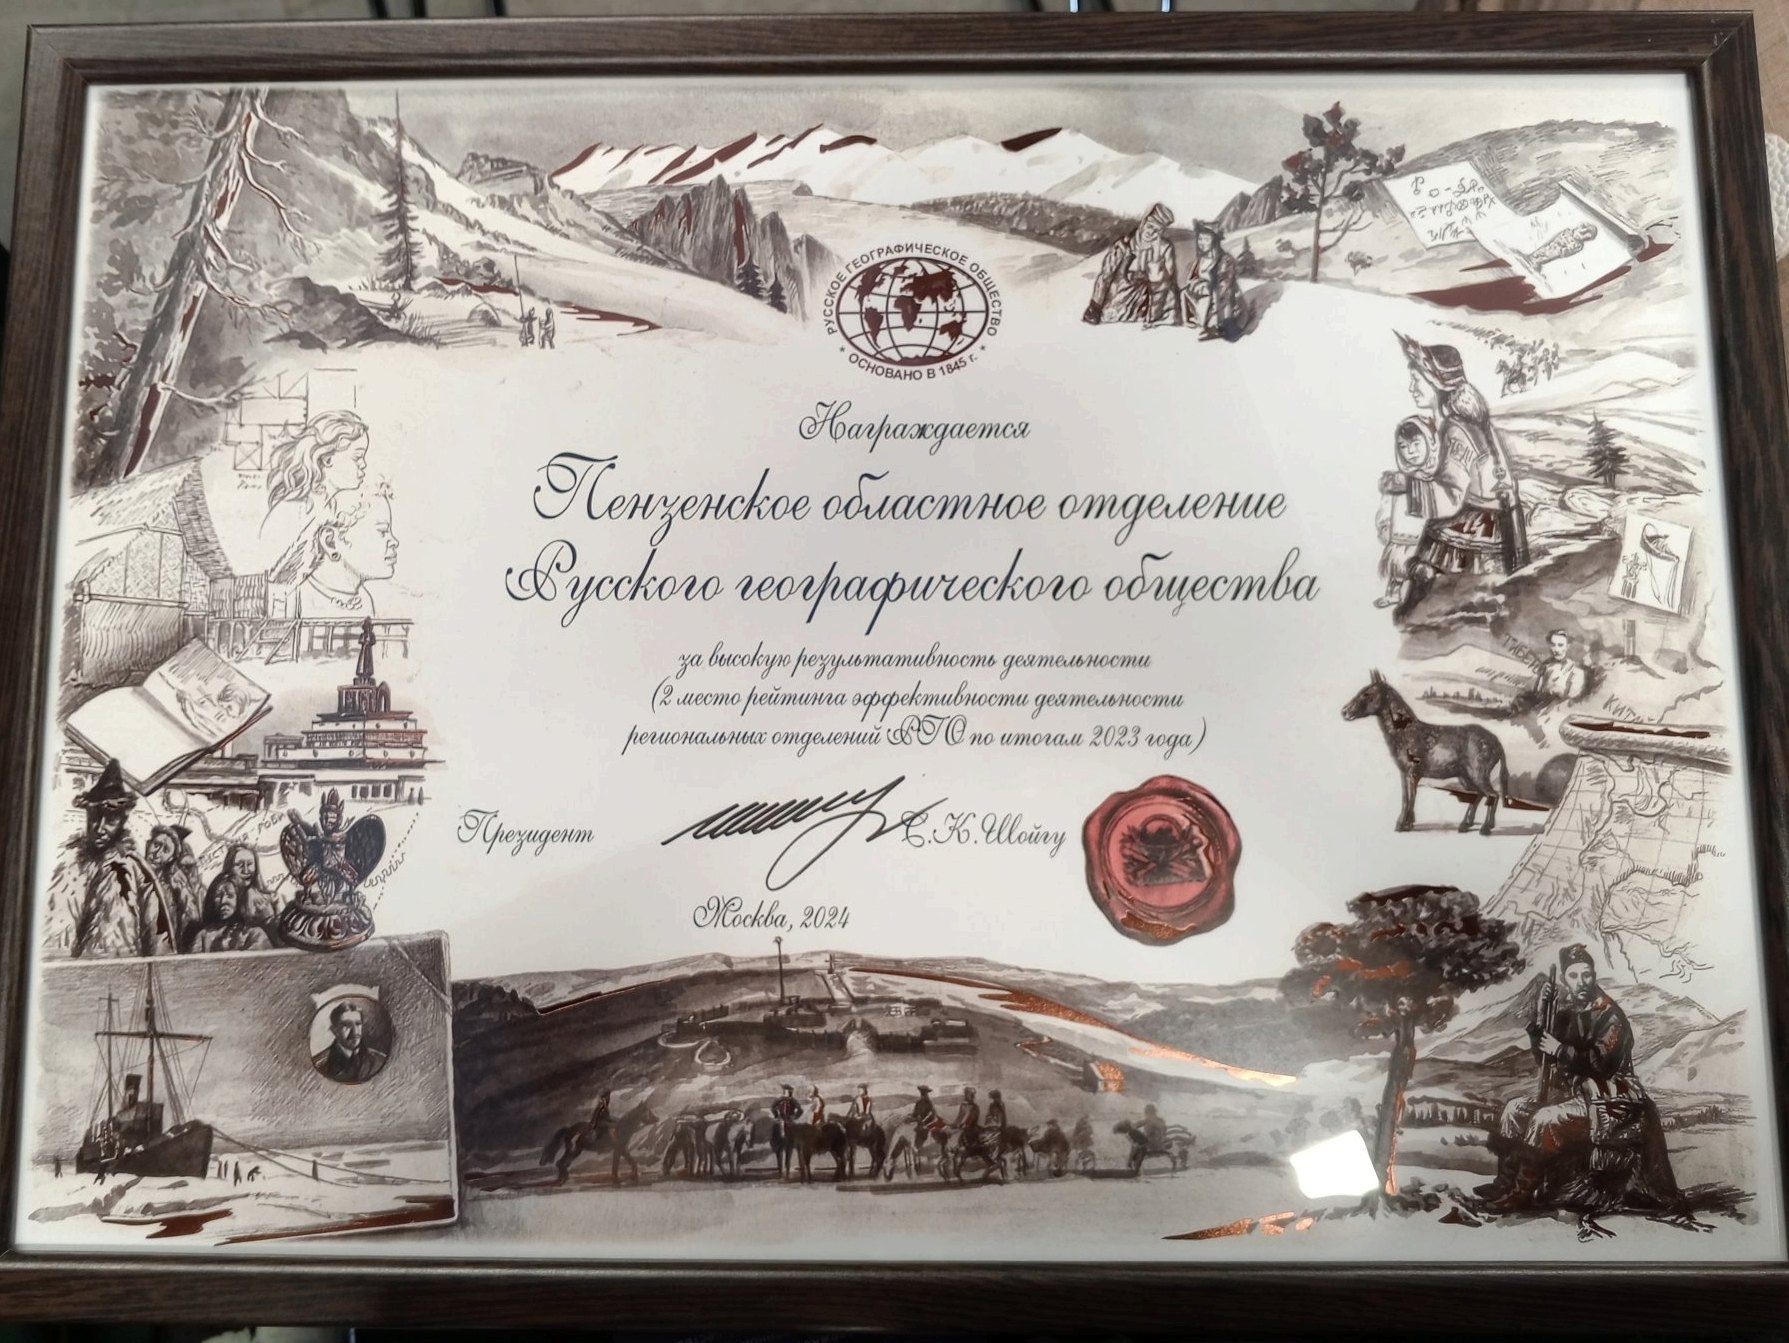 РУССКОЕ ГЕОГРАФИЧЕСКОЕ ОБЩЕСТВО
* ОСНОВАНО В 1845 г. *
Награждается
Пензенское областное отделение
Русского географического общества
за высокую результативность деятельности
(2 место рейтинга эффективности деятельности
региональных отделений РГО по итогам 2023 года)
Президент
С.К.Шойгу
Москва, 2024
ТИБЕТ